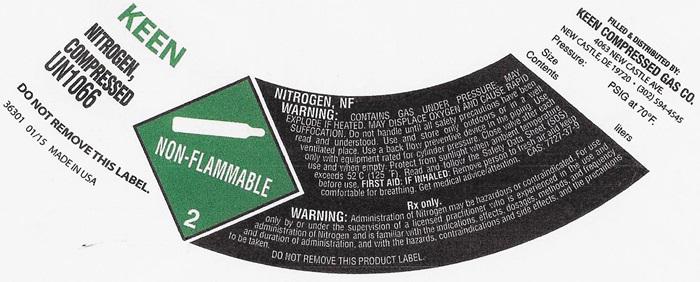 KEEN
NITROGEN,
COMPRESSED
UN1066
DO NOT REMOVE THIS LABEL.
36301 01/15 MADE IN USA
NON-FLAMMABLE
2
NITROGEN, NF
WARNING: CONTAINS GAS UNDER PRESSURE; MAY
EXPLODE IF HEATED. MAY DISPLACE OXYGEN AND CAUSE RAPID
SUFFOCATION. Do not handle until all safety precautions have been
read and understood. Use and store only outdoors or in a well
ventilated place. Use a back flow preventive device in the piping. Use
only with equipment rated for cylinder pressure. Close valve after each
use and when empty. Protect from sunlight when ambient temperature
exceeds 52°C (125°F). Read and follow the Safety Data Sheet (SDS)
before use. FIRST AID: IF INHALED: Remove person to fresh air and keep
comfortable for breathing. Get medical advice/attention. CAS: 7727-37-9
Rx only.
WARNING: Administration of Nitrogen may be hazardous or contraindicated. For use
only by or under the supervision of a licensed practitioner who is experienced in the use and
administration of Nitrogen and is familiar with the indications, effects, dosages, methods, and frequency
and duration of administration, and with the hazards, contraindications and side effects, and the precautions
to be taken.
DO NOT REMOVE THIS PRODUCT LABEL.
FILLED & DISTRIBUTED BY:
KEEN COMPRESSED GAS CO.
4063 NEW CASTLE AVE.
NEW CASTLE, DE 19720 • (302) 594-4545
Size
Pressure: PSIG at 70°F.
Contents liters